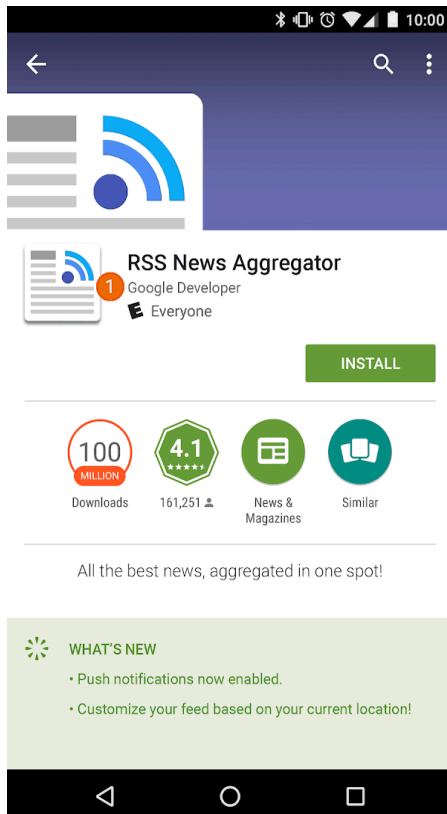 10:00
RSS News Aggregator
1
Google Developer
E
Everyone
INSTALL
100
MILLION
Downloads
4.1
161,251
News &
Magazines
Similar
All the best news, aggregated in one spot!
WHAT'S NEW
• Push notifications now enabled.
• Customize your feed based on your current location!